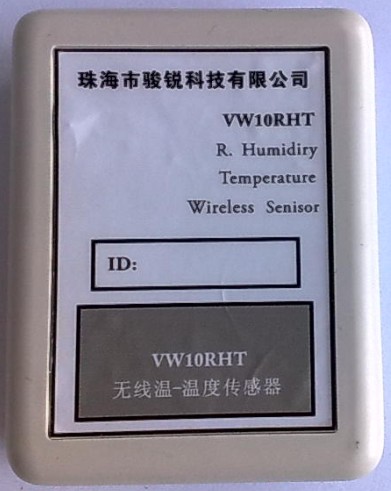 珠海市骏锐科技有限公司
VW10RHT
R. Humidiry
Temperature
Wireless Senisor
ID:
VW10RHT
无线温-温度传感器